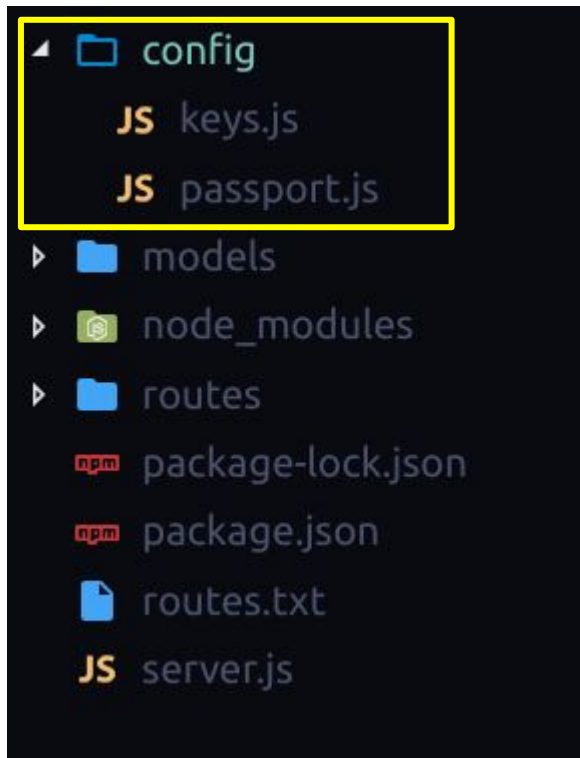 config
JS keys.js
JS passport.js
models
node_modules
routes
npm package-lock.json
npm package.json
routes.txt
JS server.js